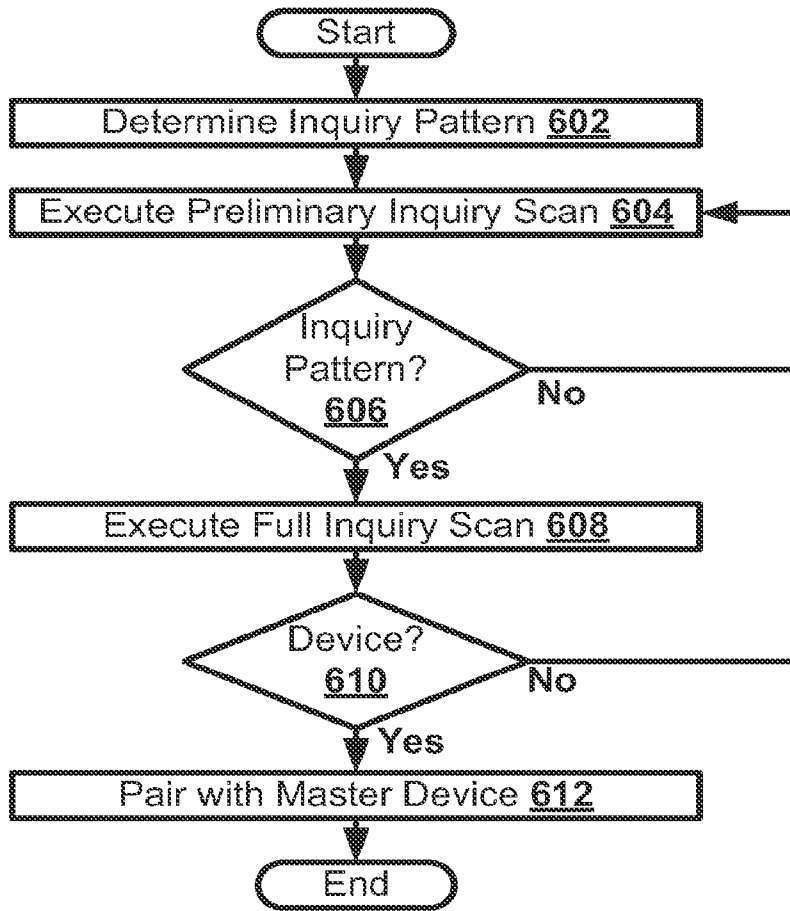 Start
Determine Inquiry Pattern 602
Execute Preliminary Inquiry Scan 604
Inquiry
Pattern?
606
No
Yes
Execute Full Inquiry Scan 608
Device?
610
No
Yes
Pair with Master Device 612
End